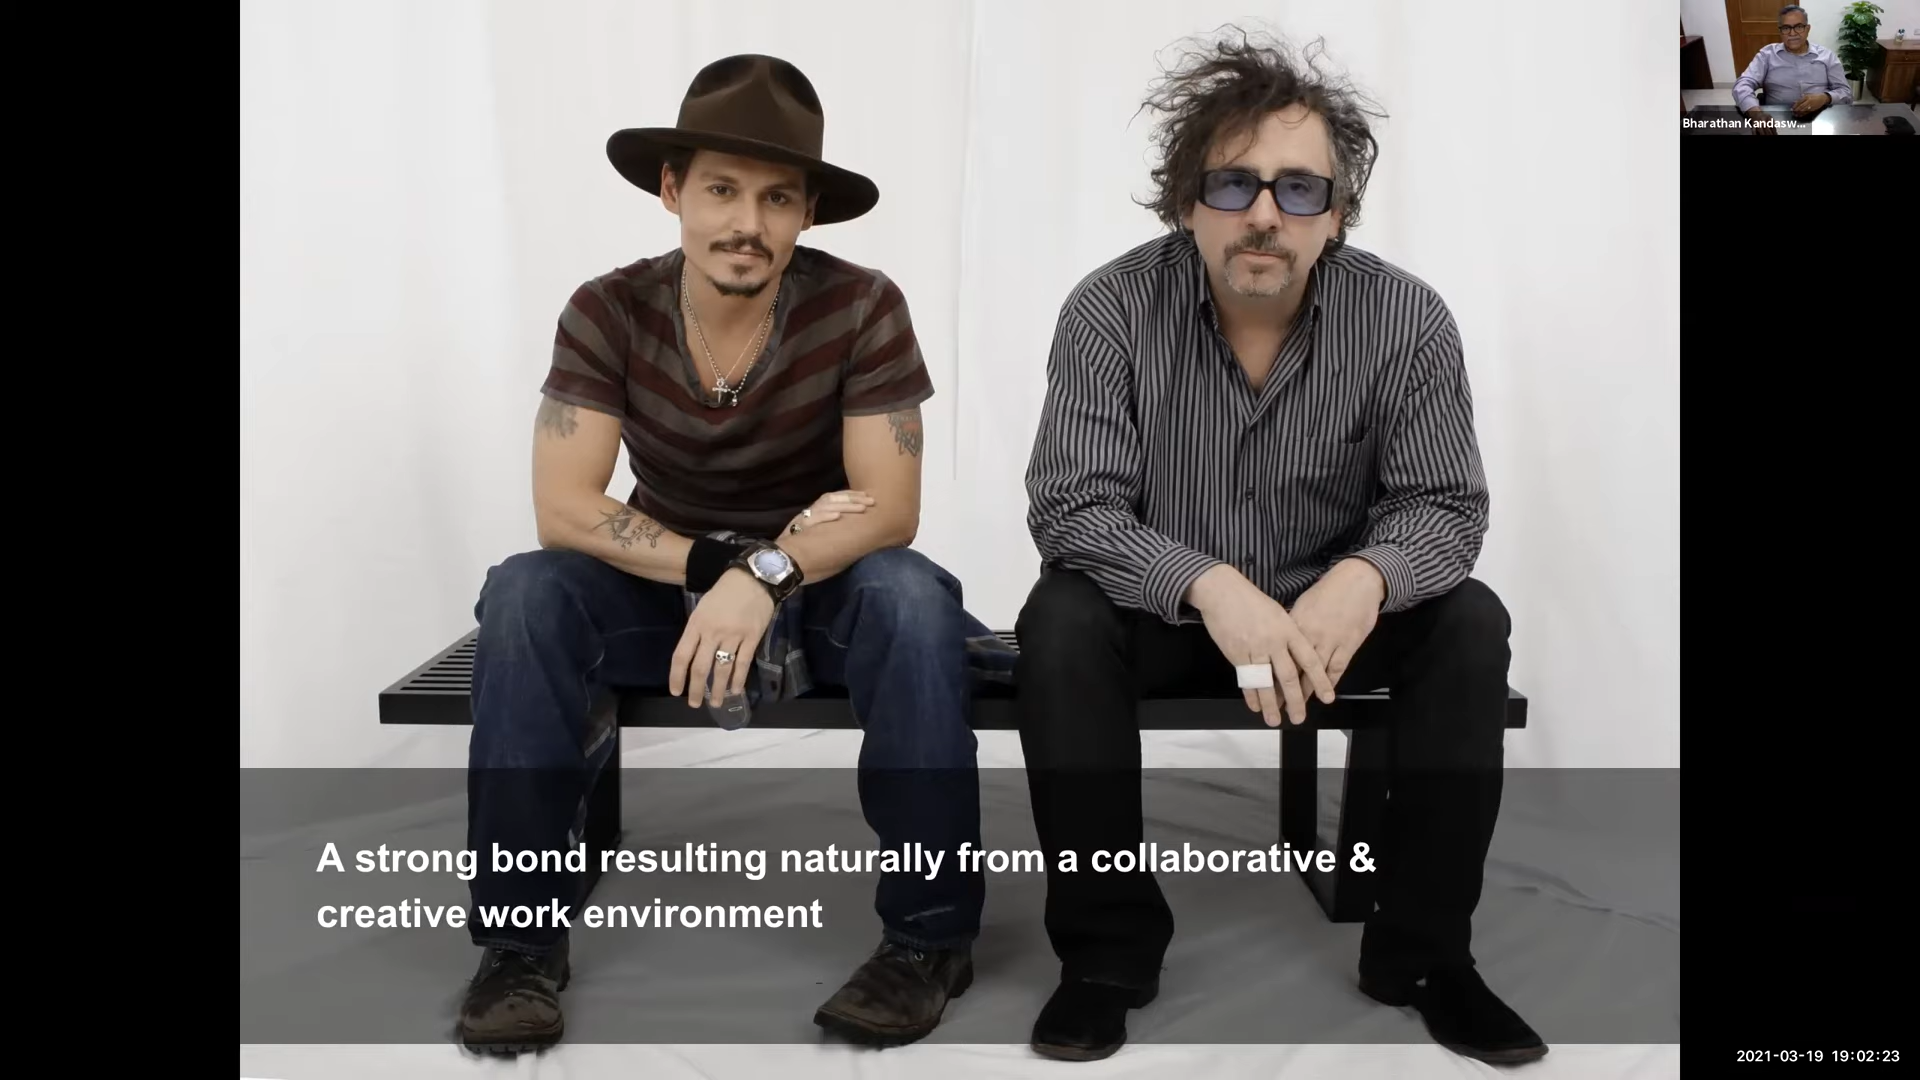 Bharathan Kandasw...
A strong bond resulting naturally from a collaborative &
creative work environment
2021-03-19 19:02:23